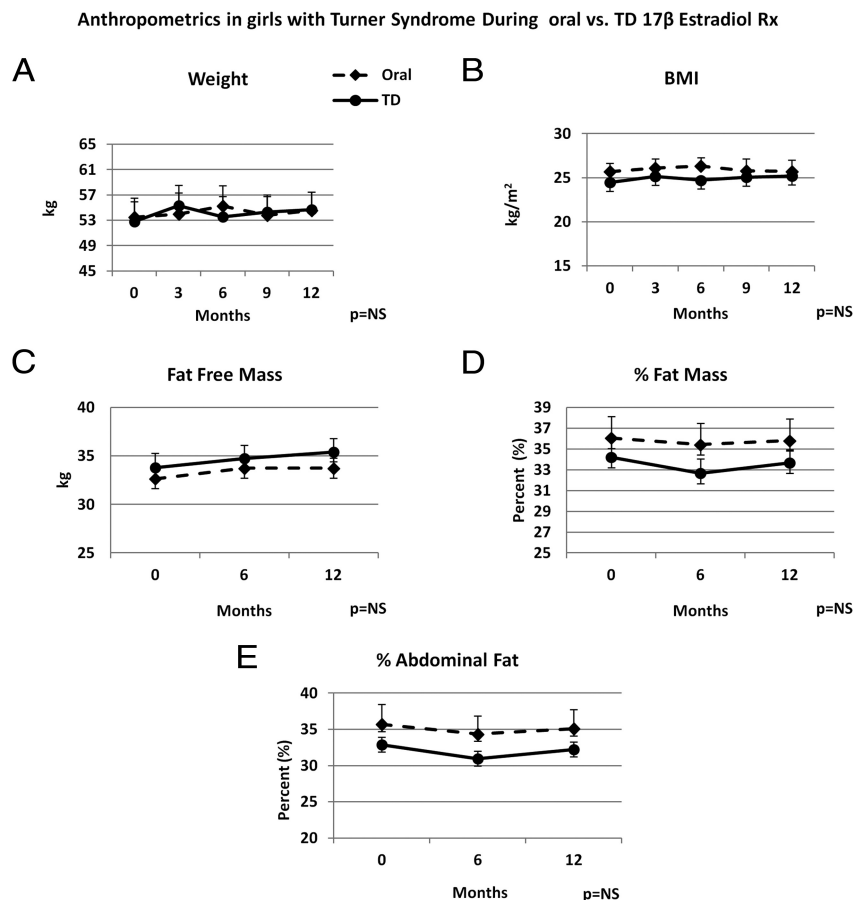 Anthropometrics in girls with Turner Syndrome During oral vs. TD 17β Estradiol Rx
A
Weight
Oral
TD
65
61
57
53
49
45
kg
0 3 6 9 12
Months
p=NS
B
BMI
30
25
20
15
kg/m²
0 3 6 9 12
Months
p=NS
C
Fat Free Mass
40
35
30
25
kg
0 6 12
Months
p=NS
D
% Fat Mass
39
37
35
33
31
29
27
25
Percent (%)
0 6 12
Months
p=NS
E
% Abdominal Fat
40
35
30
25
20
Percent (%)
0 6 12
Months
p=NS